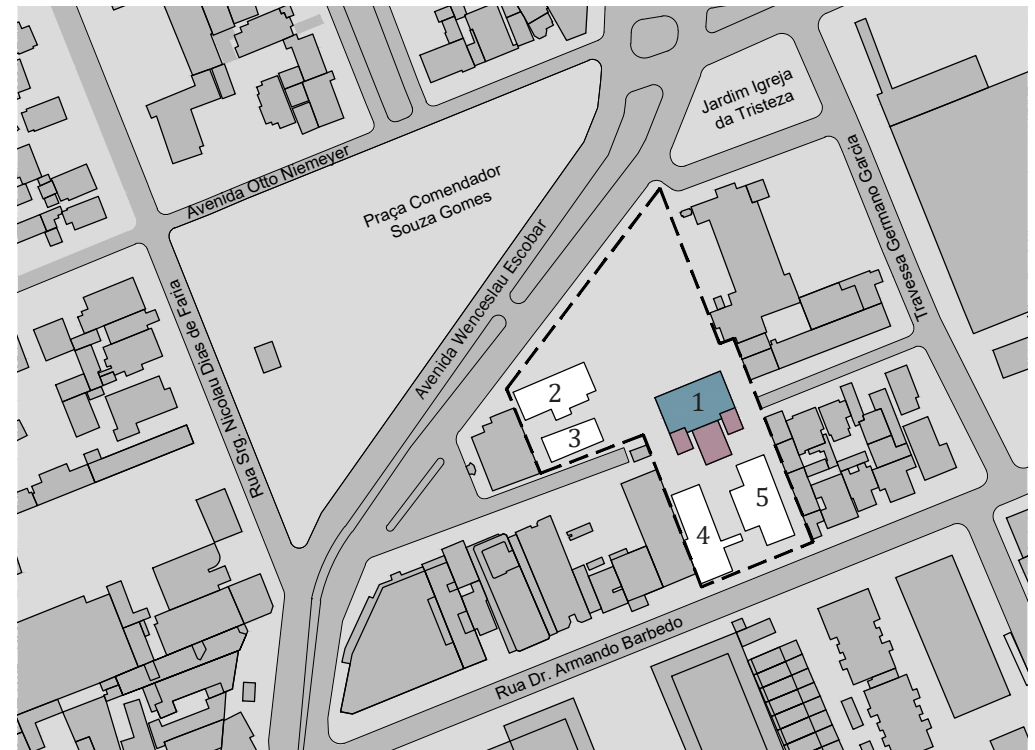 Jardim Igreja
da Tristeza
Avenida Otto Niemeyer
Praça Comendador
Souza Gomes
Travessa Germano Garcia
Avenida Wenceslau Escobar
Rua Srg. Nicolau Dias de Faria
1
2
3
4
5
Rua Dr. Armando Barbedo